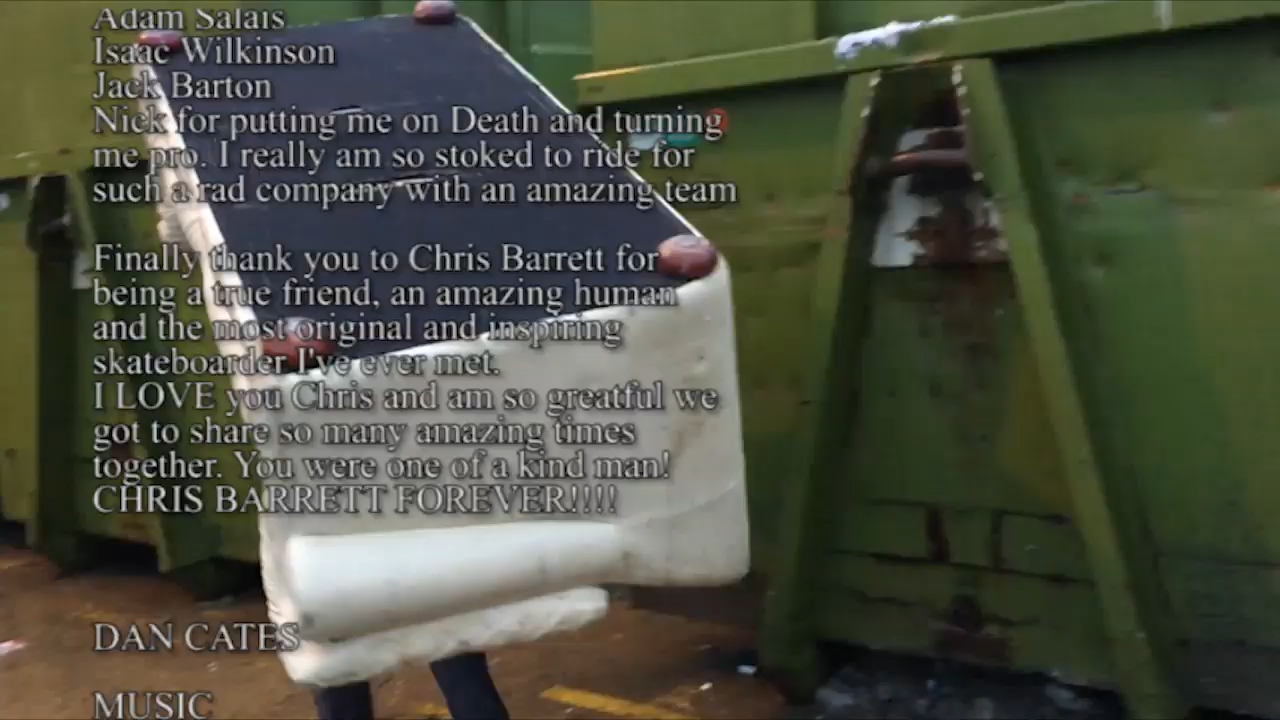 Adam Salais
Isaac Wilkinson
Jack Barton
Nick for putting me on Death and turning
me pro. I really am so stoked to ride for
such a rad company with an amazing team
Finally thank you to Chris Barrett for
being a true friend, an amazing human
and the most original and inspiring
skateboarder I've ever met.
I LOVE you Chris and am so greatful we
got to share so many amazing times
together. You were one of a kind man!
CHRIS BARRETT FOREVER!!!!
DAN CATES
MUSIC